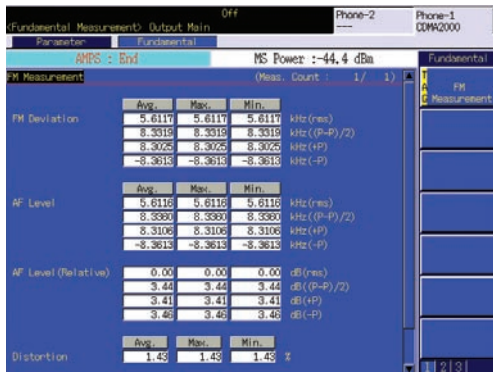 Off
Phone-2
Phone-1
<Fundamental Measurement> Output Main
---
CDMA2000
Parameter Fundamental
AMPS : End MS Power :-44.4 dBm Fundamental
FM Measurement (Meas. Count : 1/ 1)
TAG FM Measurement
Avg. Max. Min.
FM Deviation 5.6117 5.6117 5.6117 kHz(rms)
8.3319 8.3319 8.3319 kHz((P-P)/2)
8.3025 8.3025 8.3025 kHz(+P)
-8.3613 -8.3613 -8.3613 kHz(-P)
Avg. Max. Min.
AF Level 5.6116 5.6116 5.6116 kHz(rms)
8.3360 8.3360 8.3360 kHz((P-P)/2)
8.3106 8.3106 8.3106 kHz(+P)
-8.3613 -8.3613 -8.3613 kHz(-P)
AF Level(Relative) 0.00 0.00 0.00 dB(rms)
3.44 3.44 3.44 dB((P-P)/2)
3.41 3.41 3.41 dB(+P)
3.46 3.46 3.46 dB(-P)
Avg. Max. Min.
Distortion 1.43 1.43 1.43 %
1 2 3